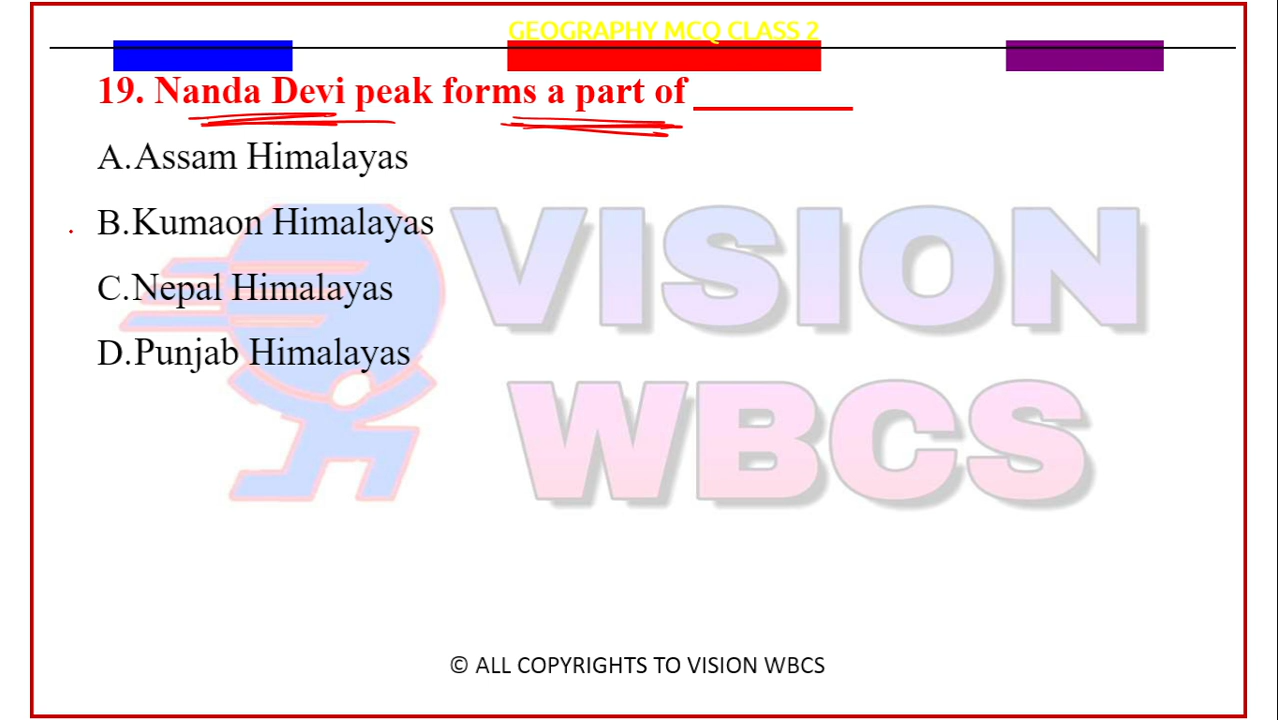 GEOGRAPHY MCQ CLASS 2
19. Nanda Devi peak forms a part of ________
A.Assam Himalayas
B.Kumaon Himalayas
C.Nepal Himalayas
D.Punjab Himalayas
VISION
WBCS
© ALL COPYRIGHTS TO VISION WBCS